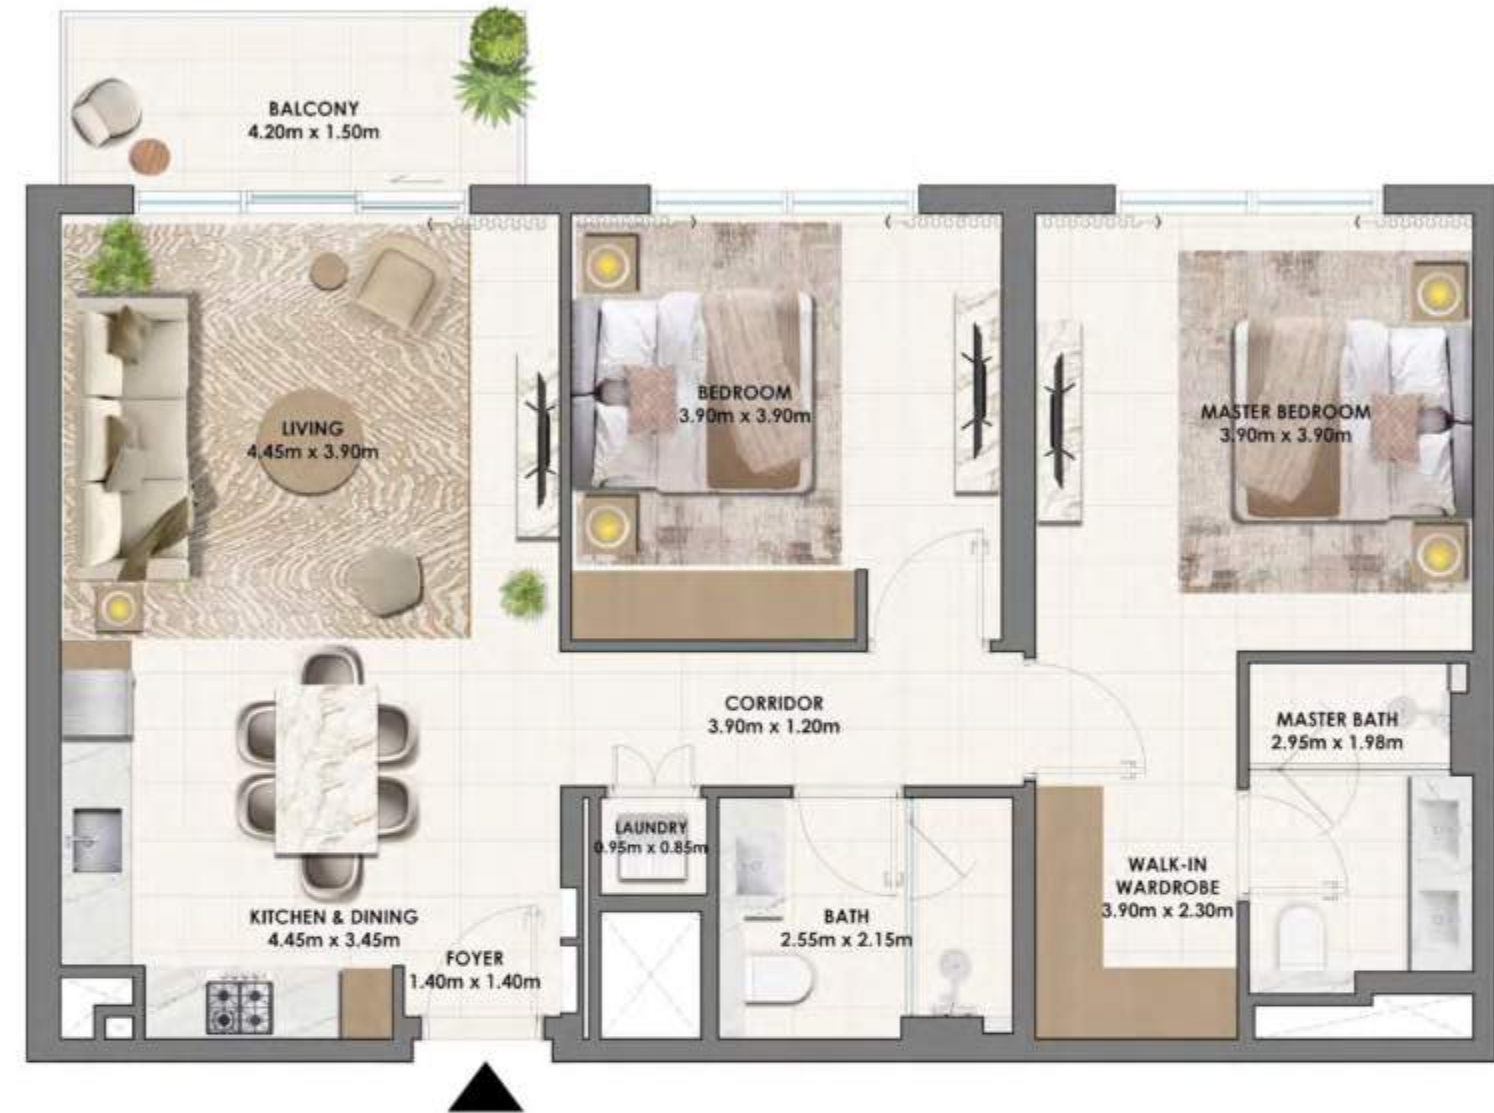 BALCONY
4.20m x 1.50m
LIVING
4.45m x 3.90m
BEDROOM
3.90m x 3.90m
MASTER BEDROOM
3.90m x 3.90m
CORRIDOR
3.90m x 1.20m
MASTER BATH
2.95m x 1.98m
LAUNDRY
0.95m x 0.85m
WALK-IN
WARDROBE
3.90m x 2.30m
KITCHEN & DINING
4.45m x 3.45m
BATH
2.55m x 2.15m
FOYER
1.40m x 1.40m